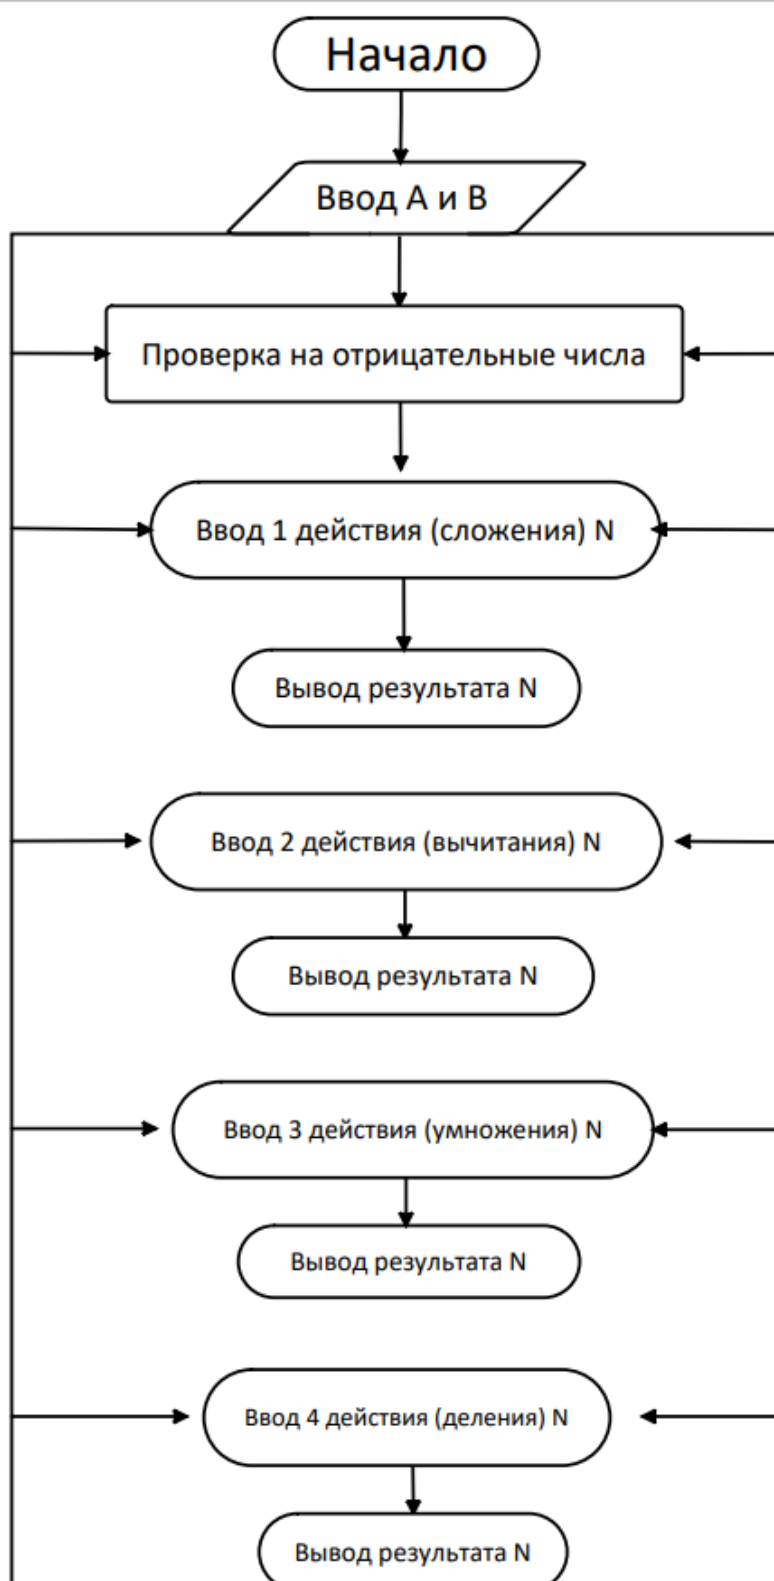 Начало
Ввод А и В
Проверка на отрицательные числа
Ввод 1 действия (сложения) N
Вывод результата N
Ввод 2 действия (вычитания) N
Вывод результата N
Ввод 3 действия (умножения) N
Вывод результата N
Ввод 4 действия (деления) N
Вывод результата N